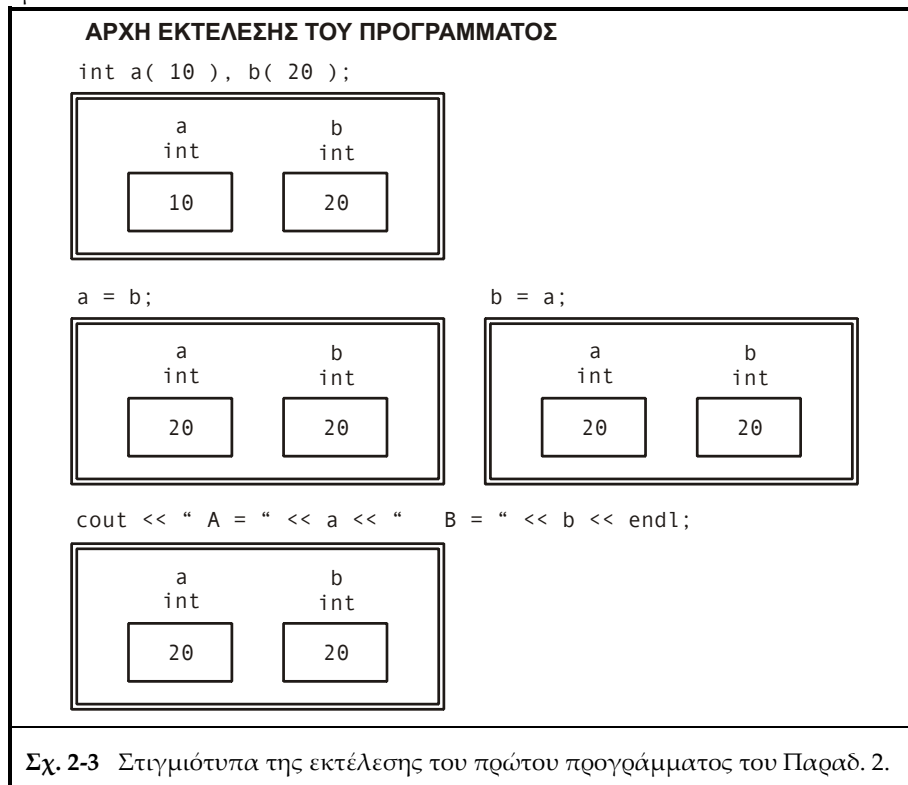 ΑΡΧΗ ΕΚΤΕΛΕΣΗΣ ΤΟΥ ΠΡΟΓΡΑΜΜΑΤΟΣ
int a( 10 ), b( 20 );
a b
int int
10 20
a = b; b = a;
a b a b
int int int int
20 20 20 20
cout << “ A = “ << a << “   B = “ << b << endl;
a b
int int
20 20
Σχ. 2-3 Στιγμιότυπα της εκτέλεσης του πρώτου προγράμματος του Παραδ. 2.